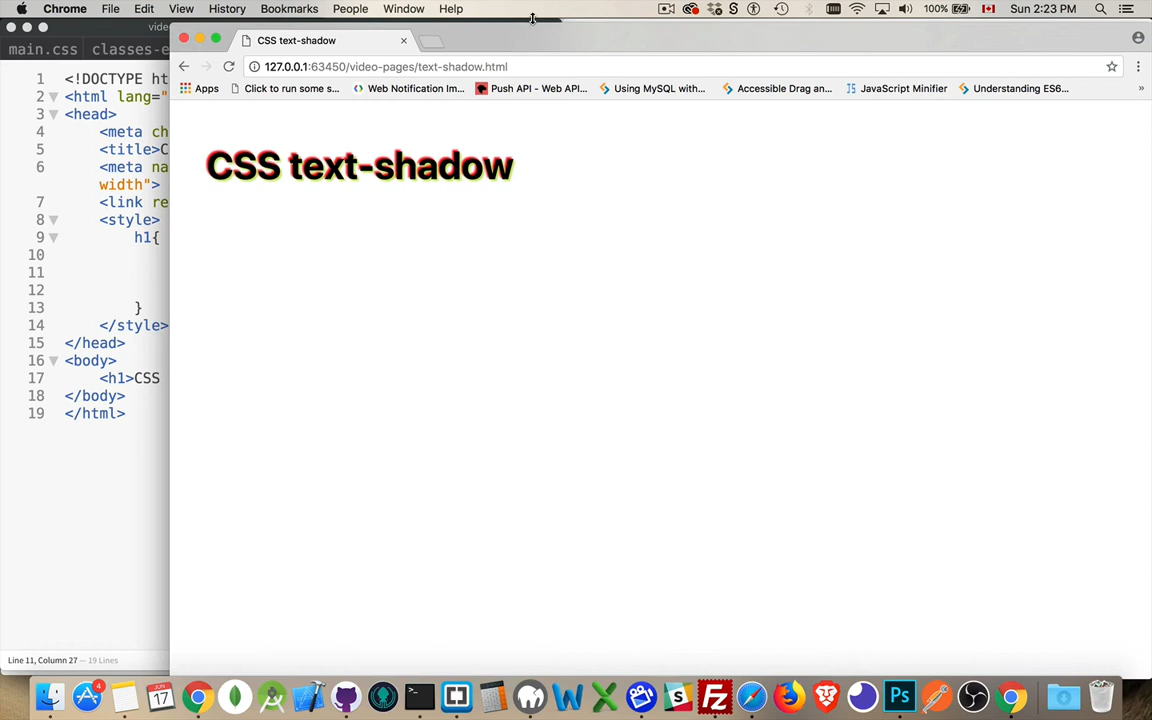 Chrome File Edit View History Bookmarks People Window Help 100% Sun 2:23 PM
vide
CSS text-shadow
main.css classes-e
127.0.0.1:63450/video-pages/text-shadow.html
Apps Click to run some s... Web Notification Im... Push API - Web API... Using MySQL with... Accessible Drag an... JavaScript Minifier Understanding ES6... »
1 <!DOCTYPE ht
2 <html lang="
3 <head>
4 <meta ch
5 <title>C
6 <meta na
width">
7 <link re
8 <style>
9 h1{
10
11
12
13 }
14 </style>
15 </head>
16 <body>
17 <h1>CSS
18 </body>
19 </html>
CSS text-shadow
Line 11, Column 27 — 19 Lines
4
17